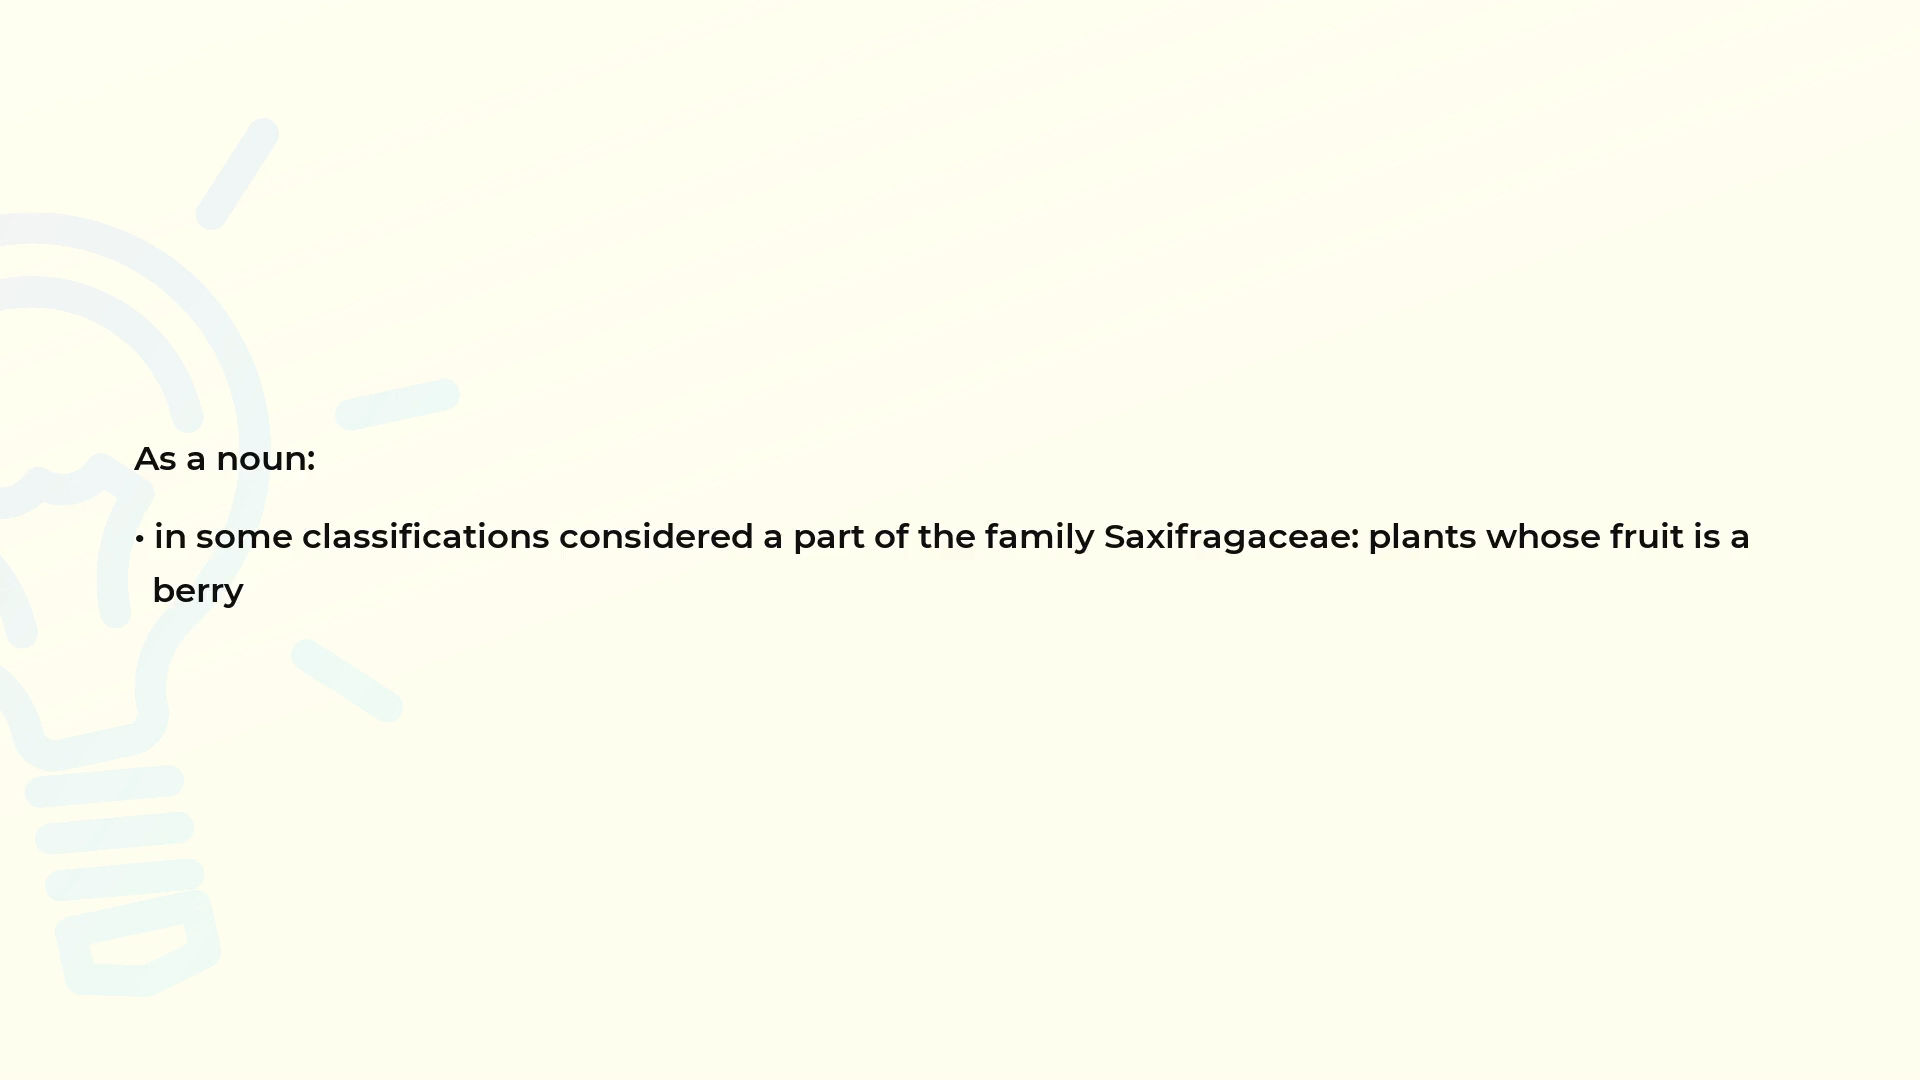 As a noun:
• in some classifications considered a part of the family Saxifragaceae: plants whose fruit is a
berry